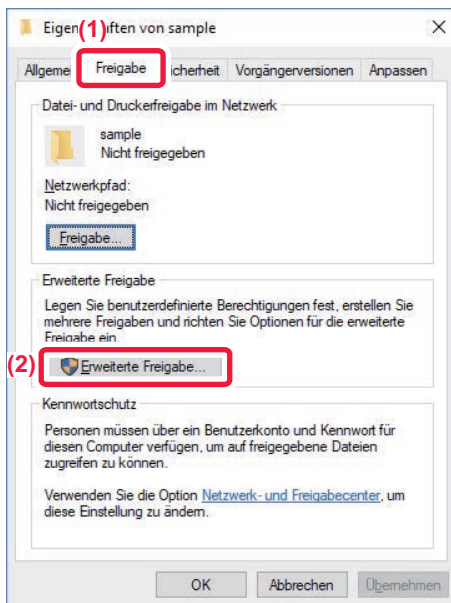 Eigen ften von sample
(1)
Allgemei Freigabe icherheit Vorgängerversionen Anpassen
Datei- und Druckerfreigabe im Netzwerk
sample
Nicht freigegeben
Netzwerkpfad:
Nicht freigegeben
Freigabe...
Erweiterte Freigabe
Legen Sie benutzerdefinierte Berechtigungen fest, erstellen Sie
mehrere Freigaben und richten Sie Optionen für die erweiterte
Freigabe ein.
(2) Erweiterte Freigabe...
Kennwortschutz
Personen müssen über ein Benutzerkonto und Kennwort für
diesen Computer verfügen, um auf freigegebene Dateien
zugreifen zu können.
Verwenden Sie die Option Netzwerk- und Freigabecenter, um
diese Einstellung zu ändern.
OK Abbrechen Übernehmen